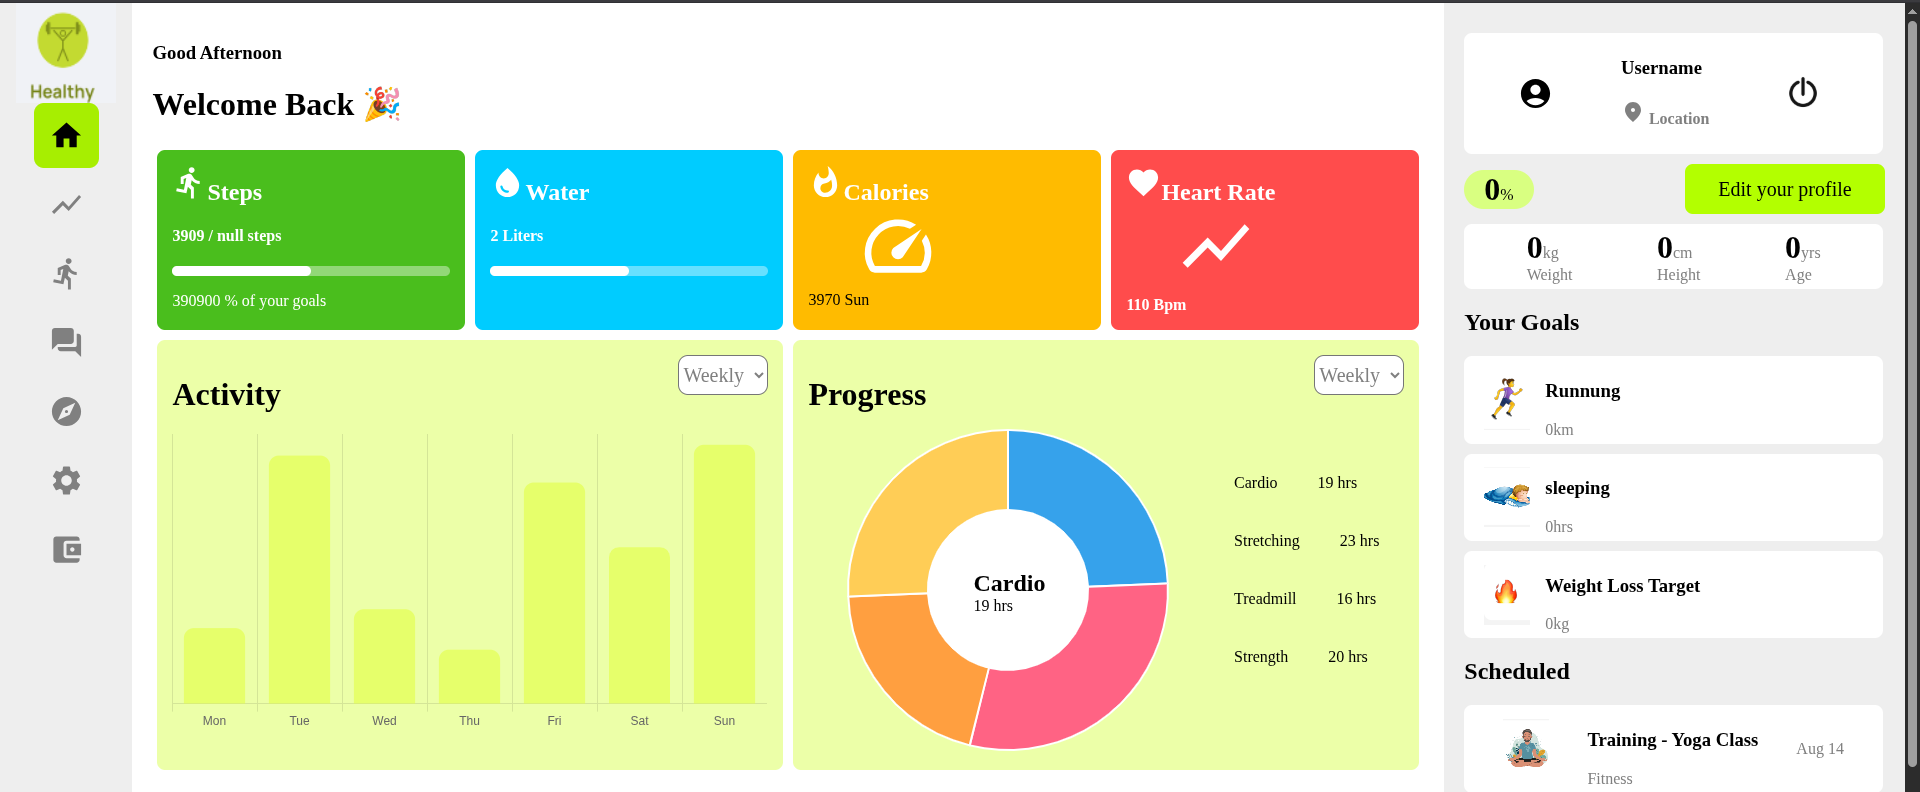 Healthy
Good Afternoon
Welcome Back 🎉
Steps
3909 / null steps
390900 % of your goals
Water
2 Liters
Calories
3970 Sun
Heart Rate
110 Bpm
Activity
Weekly
Mon Tue Wed Thu Fri Sat Sun
Progress
Weekly
Cardio
19 hrs
Cardio 19 hrs
Stretching 23 hrs
Treadmill 16 hrs
Strength 20 hrs
Username
Location
0%
Edit your profile
0kg 0cm 0yrs
Weight Height Age
Your Goals
Runnung
0km
sleeping
0hrs
Weight Loss Target
0kg
Scheduled
Training - Yoga Class
Aug 14
Fitness